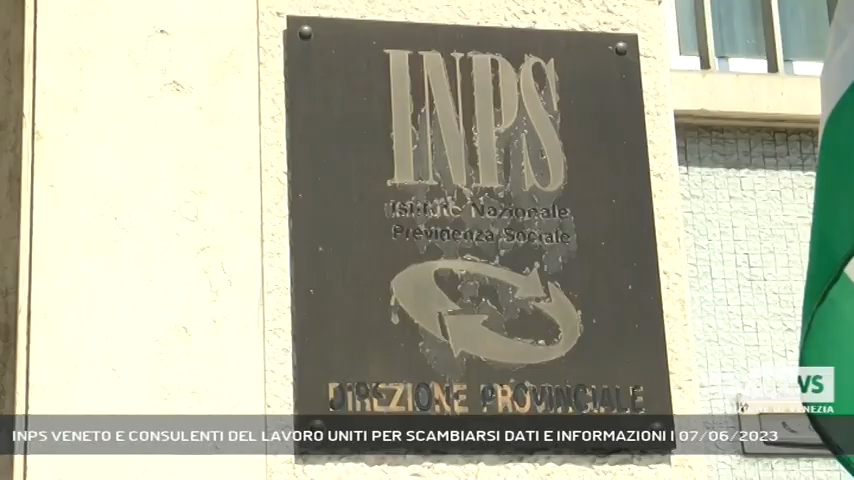 INPS
Istituto Nazionale
Previdenza Sociale
DIREZIONE PROVINCIALE
VENEZIA
INPS VENETO E CONSULENTI DEL LAVORO UNITI PER SCAMBIARSI DATI E INFORMAZIONI | 07/06/2023